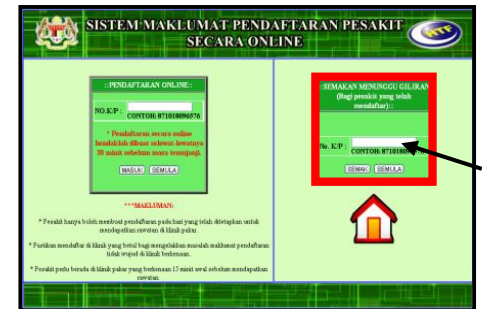 SISTEM MAKLUMAT PENDAFTARAN PESAKIT
SECARA ONLINE
HTF
::PENDAFTARAN ONLINE::
NO.K/P :
CONTOH: 871018096576
* Pendaftaran secara online
hendaklah dibuat selewat-lewatnya
30 minit sebelum masa temujanji.
MASUK SEMULA
***MAKLUMAN:
* Pesakit hanya boleh membuat pendaftaran pada hari yang telah ditetapkan untuk
mendapatkan rawatan di klinik pakar.
* Pastikan mendaftar di klinik yang betul bagi mengelakkan masalah maklumat pendaftaran
tidak wujud di klinik berkenaan.
* Pesakit perlu berada di klinik pakar yang berkenaan 15 minit awal sebelum mendapatkan
rawatan.
::SEMAKAN MENUNGGU GILIRAN
(Bagi pesakit yang telah
mendaftar)::
No. K/P :
CONTOH: 8710180
SEMAK SEMULA